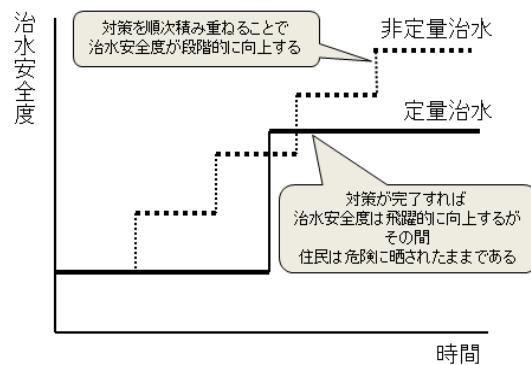 治水安全度
対策を順次積み重ねることで
治水安全度が段階的に向上する
非定量治水
定量治水
対策が完了すれば
治水安全度は飛躍的に向上するが
その間
住民は危険に晒されたままである
時間